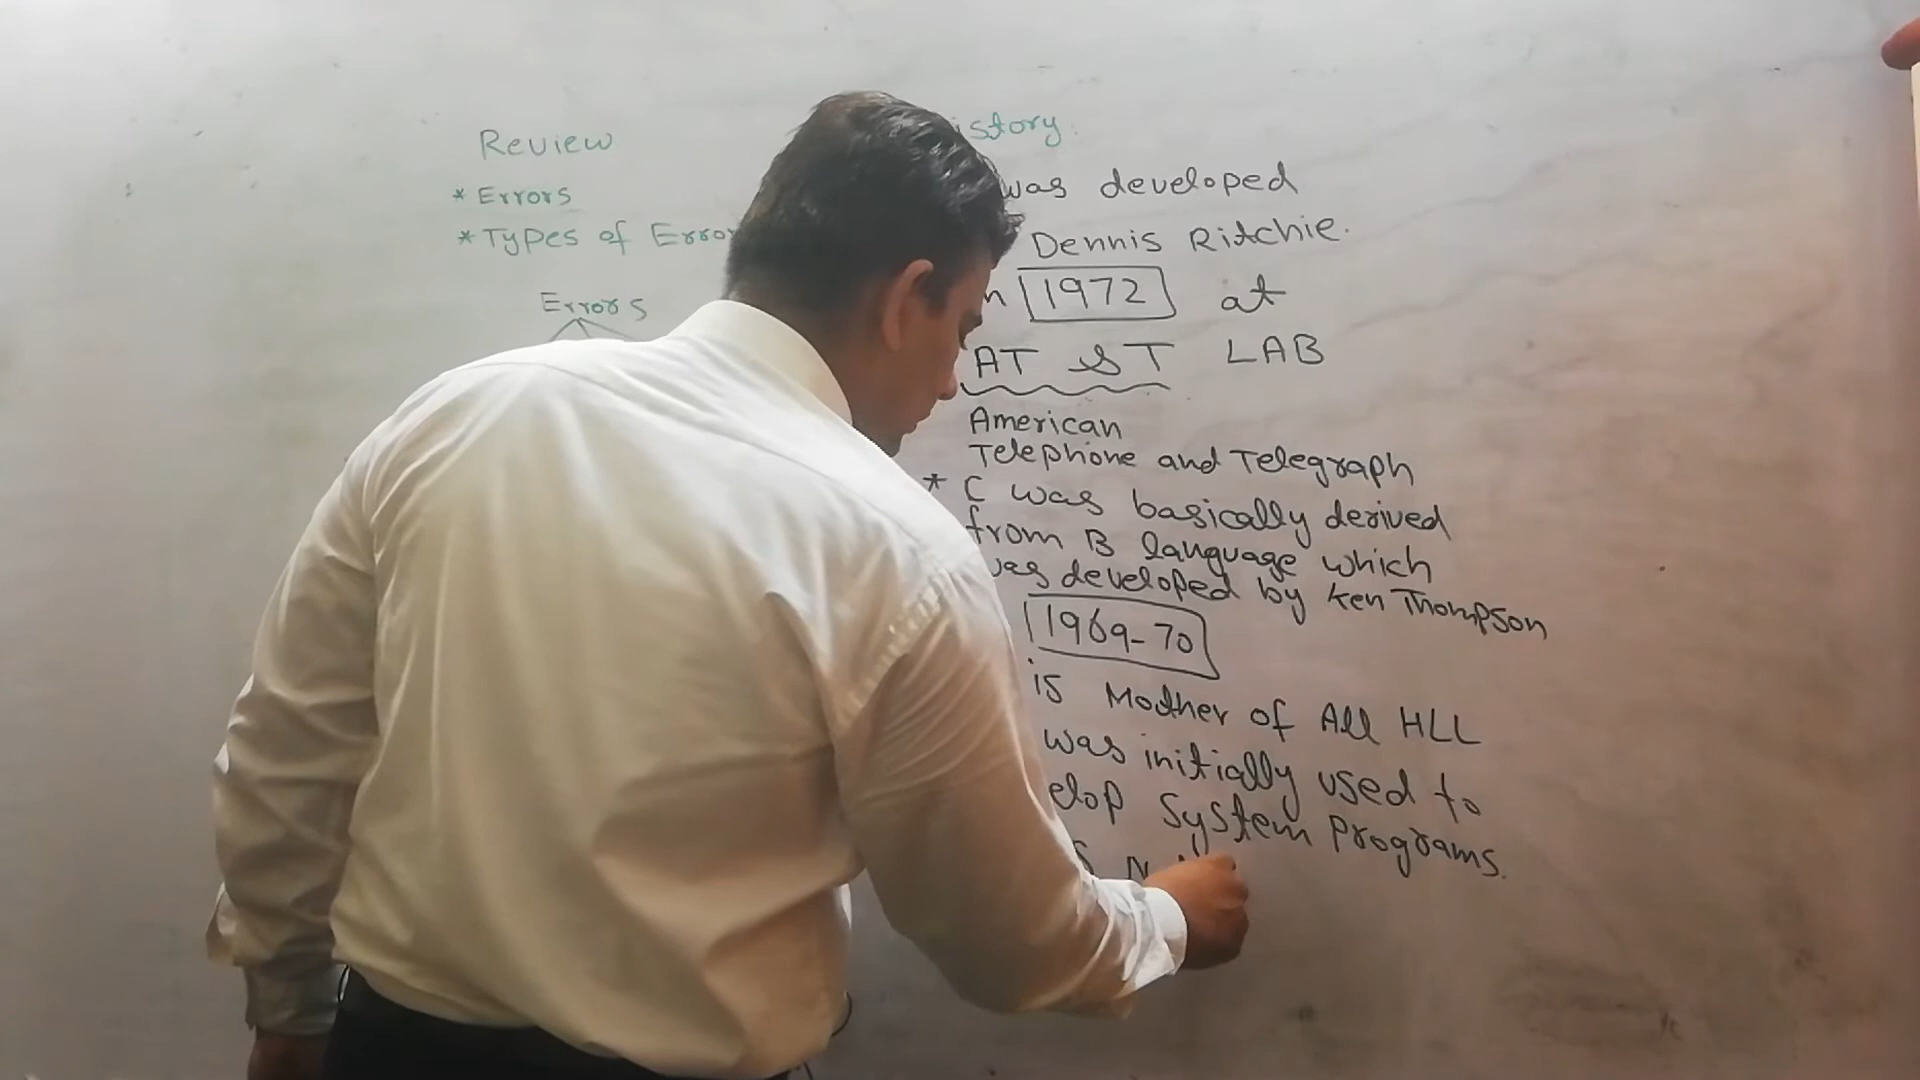 Review
* Errors
* Types of Error
Errors
istory
was developed
Dennis Ritchie.
n 1972 at
AT & T LAB
American
Telephone and Telegraph
* C was basically derived
from B language which
was developed by Ken Thompson
1969-70
is Mother of All HLL
was initially used to
elop System Programs.